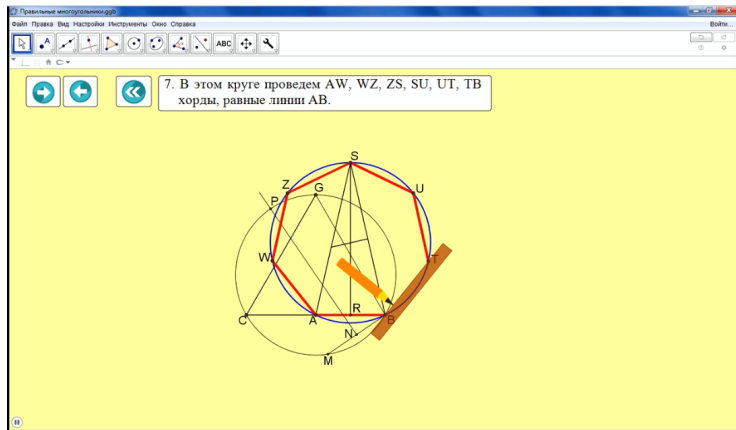 Правильные многоугольники.ggb
Файл Правка Вид Настройки Инструменты Окно Справка
Войти...
ABC
7. В этом круге проведем AW, WZ, ZS, SU, UT, TB
хорды, равные линии AB.
S
Z
G
U
P
W
T
C
A
R
B
N
M